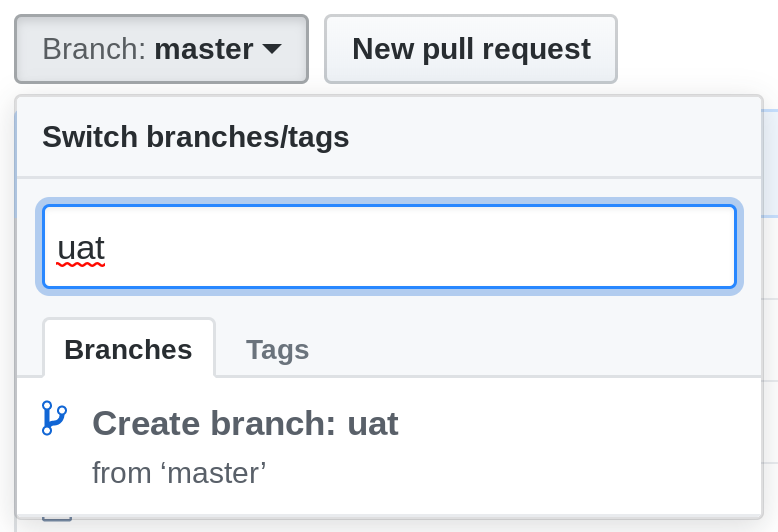 Branch: master
New pull request
Switch branches/tags
uat
Branches
Tags
Create branch: uat
from ‘master’